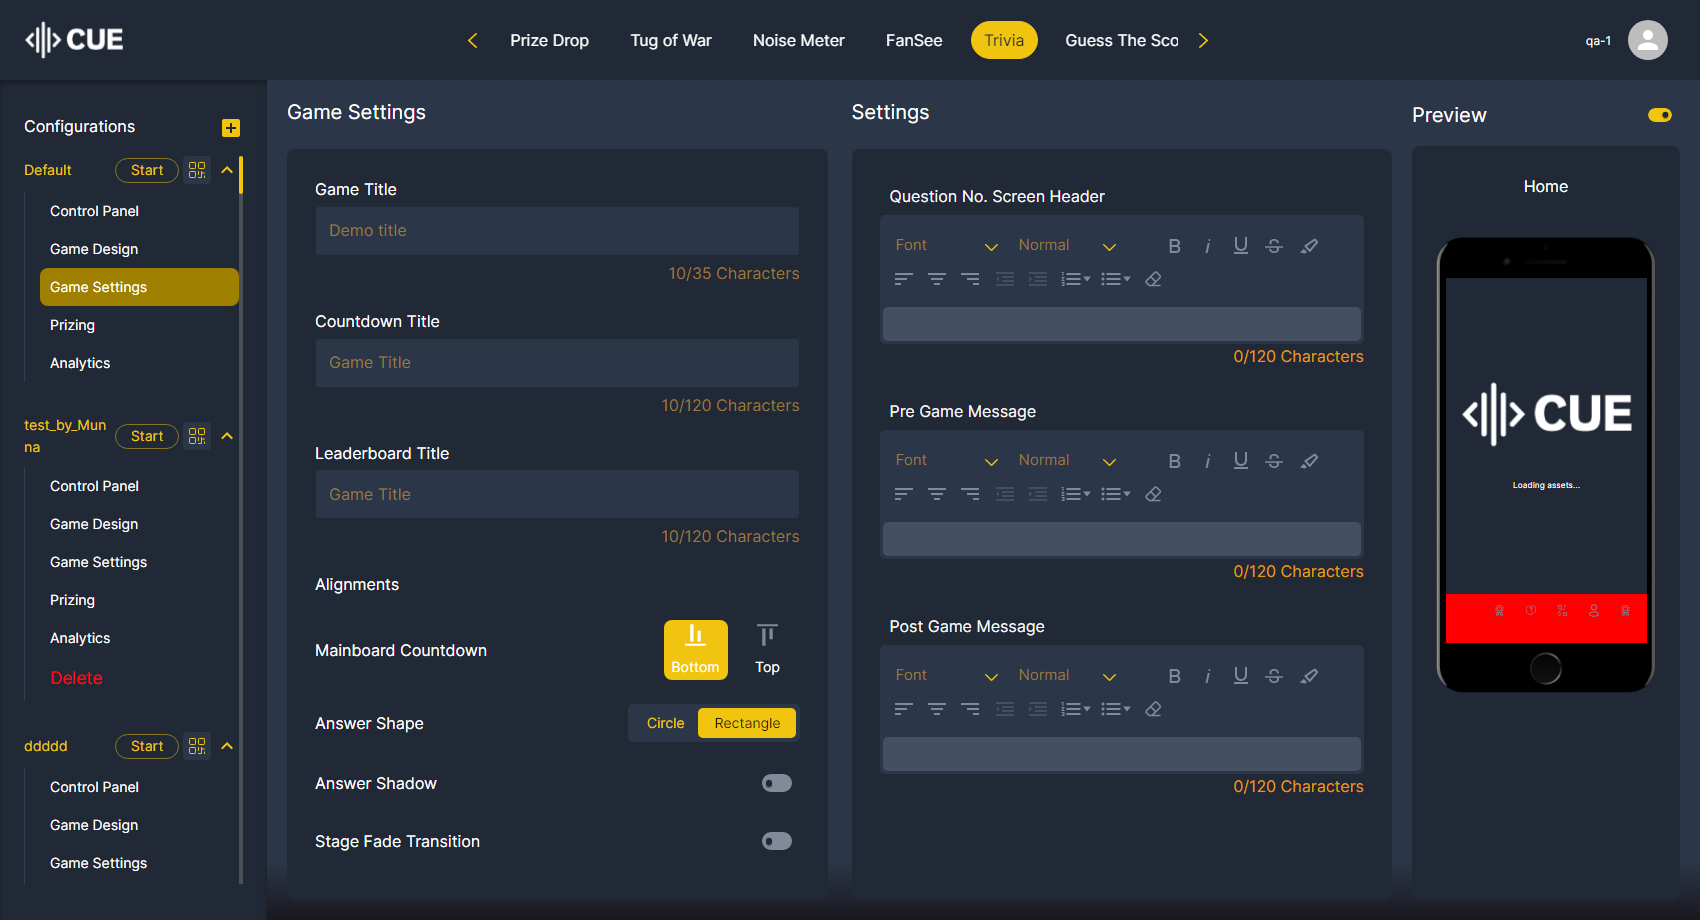 CUE
Prize Drop
Tug of War
Noise Meter
FanSee
Trivia
Guess The Sco
qa-1
Configurations
Default
Start
Control Panel
Game Design
Game Settings
Prizing
Analytics
test_by_Mun
na
Start
Control Panel
Game Design
Game Settings
Prizing
Analytics
Delete
ddddd
Start
Control Panel
Game Design
Game Settings
Game Settings
Game Title
Demo title
10/35 Characters
Countdown Title
Game Title
10/120 Characters
Leaderboard Title
Game Title
10/120 Characters
Alignments
Mainboard Countdown
Bottom
Top
Answer Shape
Circle
Rectangle
Answer Shadow
Stage Fade Transition
Settings
Question No. Screen Header
Font
Normal
B
i
U
S
0/120 Characters
Pre Game Message
Font
Normal
B
i
U
S
0/120 Characters
Post Game Message
Font
Normal
B
i
U
S
0/120 Characters
Preview
Home
CUE
Loading assets...